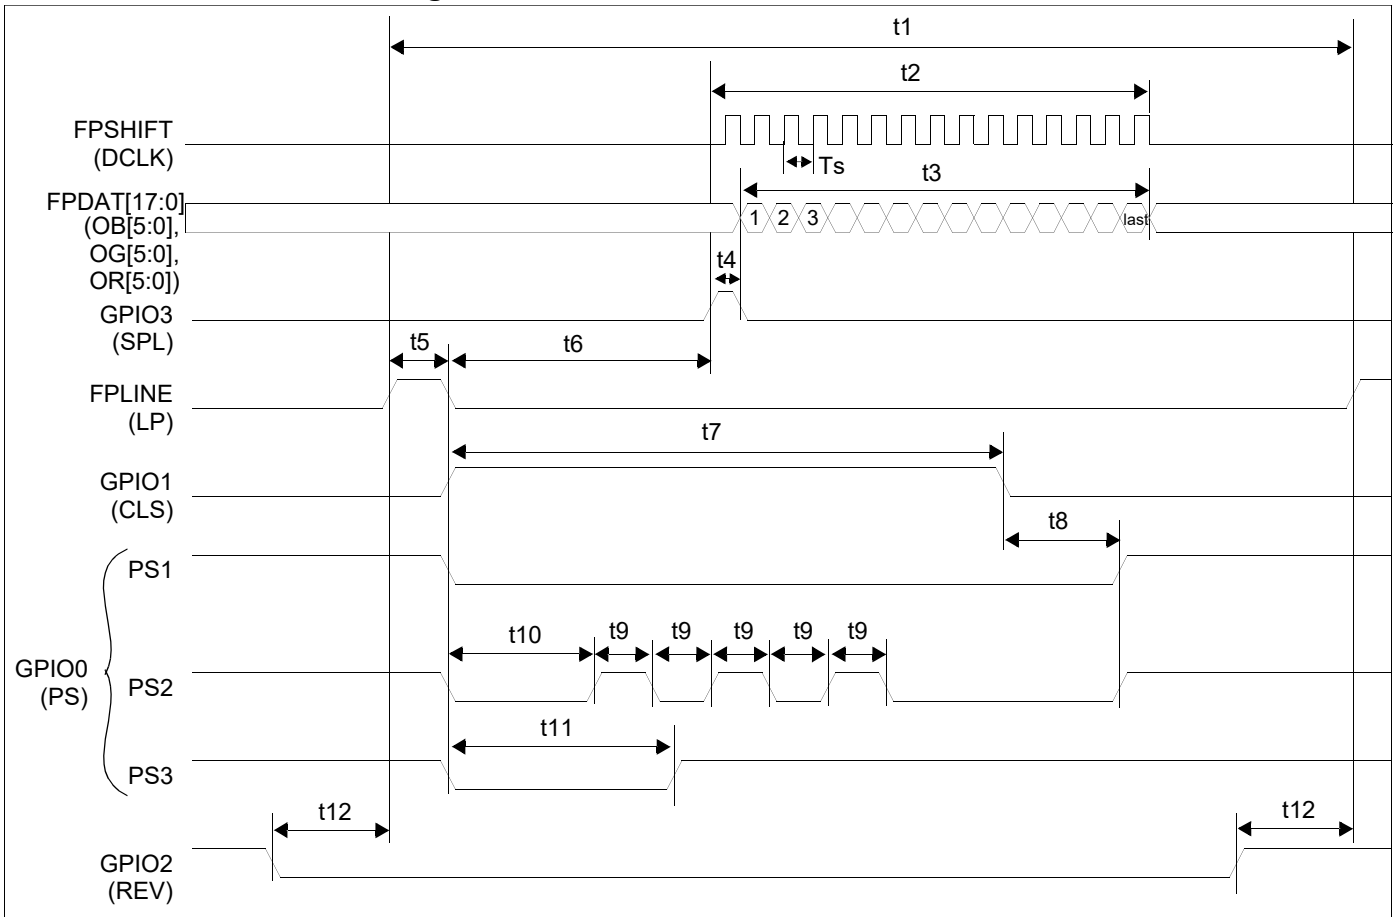 t1
t2
FPSHIFT
(DCLK)
Ts
t3
FPDAT[17:0]
(OB[5:0],
OG[5:0],
OR[5:0])
1 2 3 last
t4
GPIO3
(SPL)
t5 t6
FPLINE
(LP)
t7
GPIO1
(CLS)
t8
PS1
t10 t9 t9 t9 t9 t9
GPIO0
(PS)
PS2
t11
PS3
t12 t12
GPIO2
(REV)